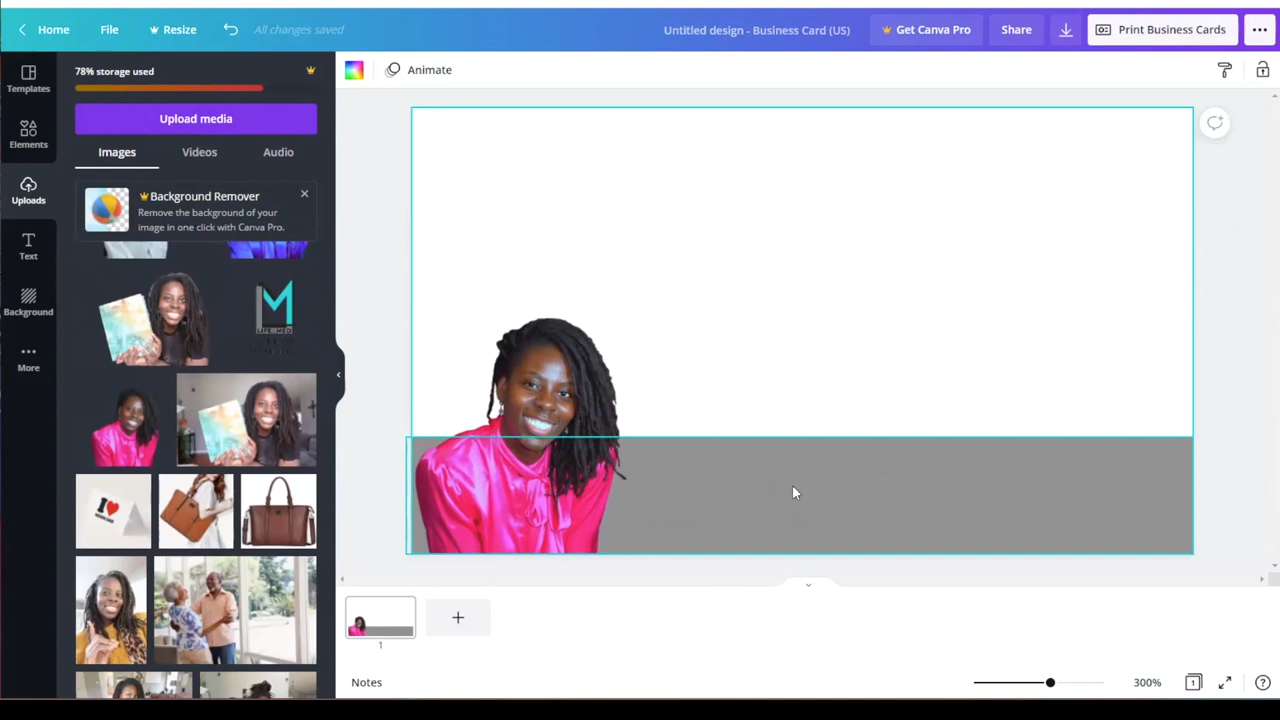 Home
File
Resize
All changes saved
Untitled design - Business Card (US)
Get Canva Pro
Share
Print Business Cards
Templates
Elements
Uploads
Text
Background
More
78% storage used
Upload media
Images
Videos
Audio
Background Remover
Remove the background of your
image in one click with Canva Pro.
M
I
Animate
1
Notes
300%
1
?